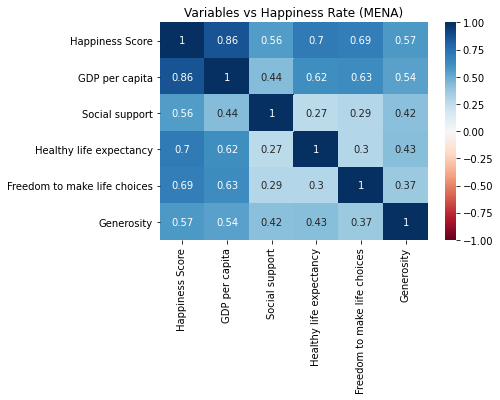 Variables vs Happiness Rate (MENA)
Happiness Score 1 0.86 0.56 0.7 0.69 0.57
GDP per capita 0.86 1 0.44 0.62 0.63 0.54
Social support 0.56 0.44 1 0.27 0.29 0.42
Healthy life expectancy 0.7 0.62 0.27 1 0.3 0.43
Freedom to make life choices 0.69 0.63 0.29 0.3 1 0.37
Generosity 0.57 0.54 0.42 0.43 0.37 1
Happiness Score
GDP per capita
Social support
Healthy life expectancy
Freedom to make life choices
Generosity
1.00
0.75
0.50
0.25
0.00
−0.25
−0.50
−0.75
−1.00